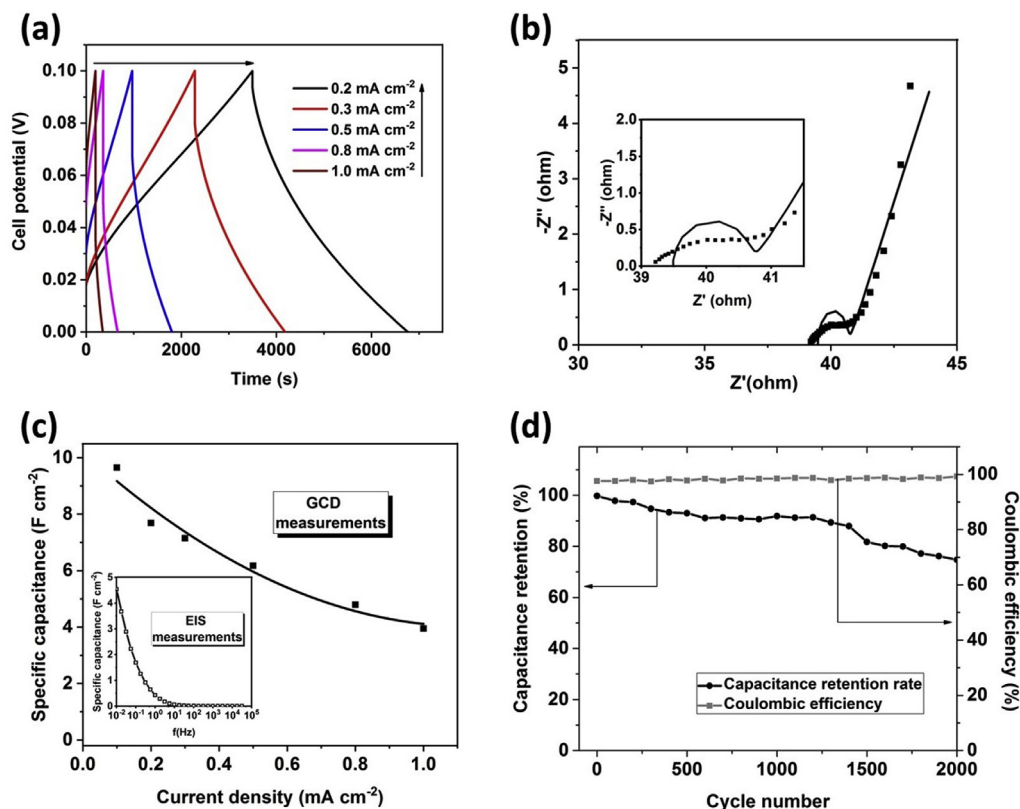 (a)
0.10
0.08
0.06
0.04
0.02
0.00
Cell potential (V)
0.2 mA cm⁻²
0.3 mA cm⁻²
0.5 mA cm⁻²
0.8 mA cm⁻²
1.0 mA cm⁻²
0 2000 4000 6000
Time (s)
(b)
5
4
3
2
1
0
-Z'' (ohm)
2.0
1.5
1.0
0.5
0.0
-Z'' (ohm)
39 40 41
Z' (ohm)
30 35 40 45
Z'(ohm)
(c)
10
8
6
4
2
0
Specific capacitance (F cm⁻²)
GCD
measurements
5
4
3
2
1
0
Specific capacitance (F cm⁻²)
EIS
measurements
10⁻² 10⁻¹ 10⁰ 10¹ 10² 10³ 10⁴ 10⁵
f(Hz)
0.0 0.2 0.4 0.6 0.8 1.0
Current density (mA cm⁻²)
(d)
100
80
60
40
20
0
Capacitance retention (%)
100
80
60
40
20
0
Coulombic efficiency (%)
Capacitance retention rate
Coulombic efficiency
0 500 1000 1500 2000
Cycle number